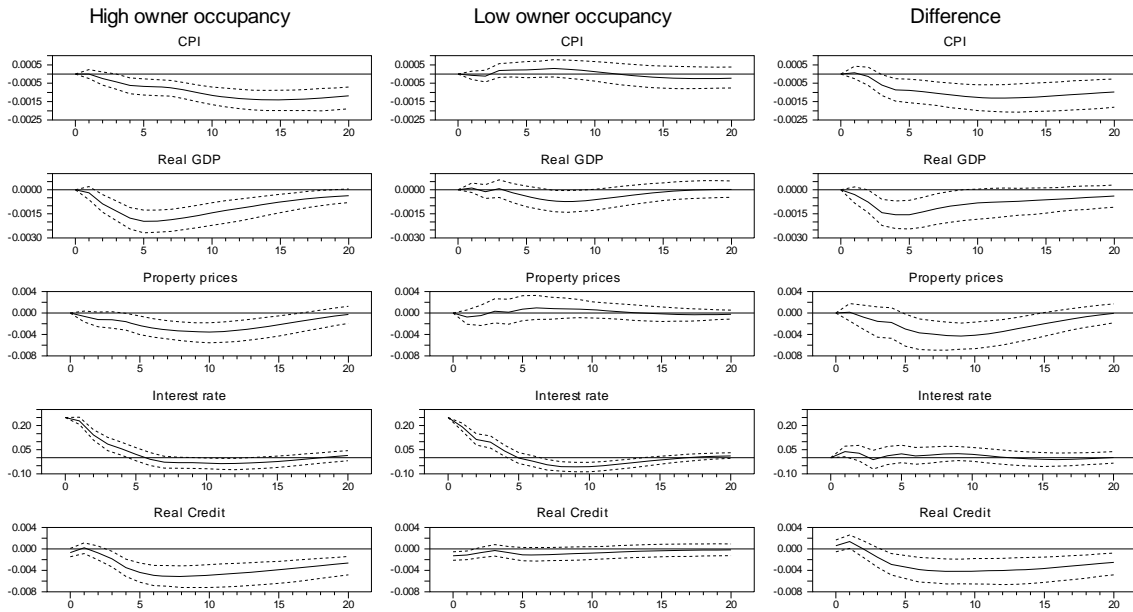 High owner occupancy Low owner occupancy Difference
CPI CPI CPI
0.0005 0.0005 0.0005
-0.0005 -0.0005 -0.0005
-0.0015 -0.0015 -0.0015
-0.0025 -0.0025 -0.0025
0 5 10 15 20 0 5 10 15 20 0 5 10 15 20
Real GDP Real GDP Real GDP
0.0000 0.0000 0.0000
-0.0015 -0.0015 -0.0015
-0.0030 -0.0030 -0.0030
0 5 10 15 20 0 5 10 15 20 0 5 10 15 20
Property prices Property prices Property prices
0.004 0.004 0.004
0.000 0.000 0.000
-0.004 -0.004 -0.004
-0.008 -0.008 -0.008
0 5 10 15 20 0 5 10 15 20 0 5 10 15 20
Interest rate Interest rate Interest rate
0.20 0.20 0.20
0.05 0.05 0.05
-0.10 -0.10 -0.10
0 5 10 15 20 0 5 10 15 20 0 5 10 15 20
Real Credit Real Credit Real Credit
0.004 0.004 0.004
0.000 0.000 0.000
-0.004 -0.004 -0.004
-0.008 -0.008 -0.008
0 5 10 15 20 0 5 10 15 20 0 5 10 15 20